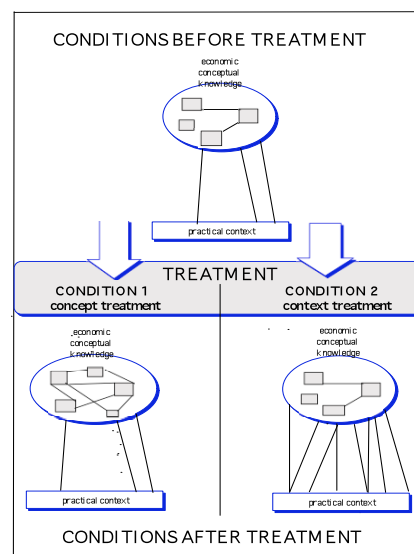 CONDITIONS BEFORE TREATMENT
economic
conceptual
knowledge
practical context
TREATMENT
CONDITION 1
concept treatment
CONDITION 2
context treatment
economic
conceptual
knowledge
practical context
economic
conceptual
knowledge
practical context
CONDITIONS AFTER TREATMENT